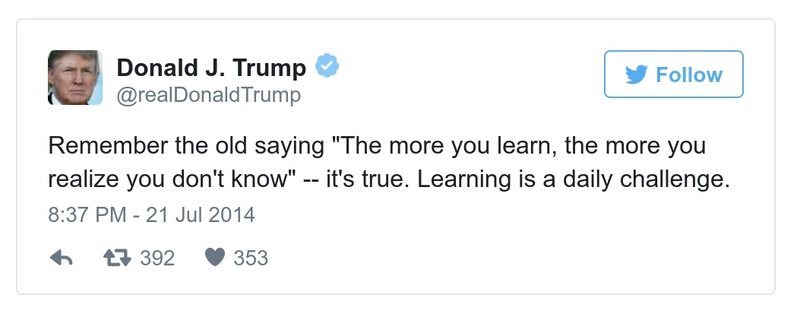 Donald J. Trump
@realDonaldTrump
Follow
Remember the old saying "The more you learn, the more you
realize you don't know" -- it's true. Learning is a daily challenge.
8:37 PM - 21 Jul 2014
392 353